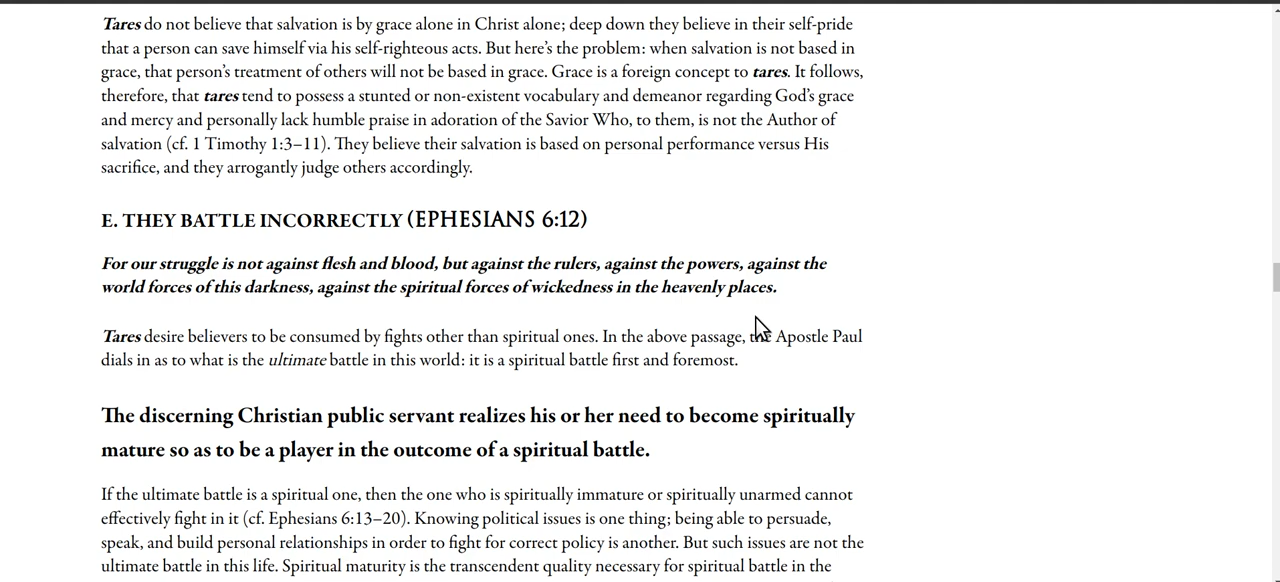 Tares do not believe that salvation is by grace alone in Christ alone; deep down they believe in their self-pride
that a person can save himself via his self-righteous acts. But here’s the problem: when salvation is not based in
grace, that person’s treatment of others will not be based in grace. Grace is a foreign concept to tares. It follows,
therefore, that tares tend to possess a stunted or non-existent vocabulary and demeanor regarding God’s grace
and mercy and personally lack humble praise in adoration of the Savior Who, to them, is not the Author of
salvation (cf. 1 Timothy 1:3–11). They believe their salvation is based on personal performance versus His
sacrifice, and they arrogantly judge others accordingly.
E. THEY BATTLE INCORRECTLY (EPHESIANS 6:12)
For our struggle is not against flesh and blood, but against the rulers, against the powers, against the
world forces of this darkness, against the spiritual forces of wickedness in the heavenly places.
Tares desire believers to be consumed by fights other than spiritual ones. In the above passage, the Apostle Paul
dials in as to what is the ultimate battle in this world: it is a spiritual battle first and foremost.
The discerning Christian public servant realizes his or her need to become spiritually
mature so as to be a player in the outcome of a spiritual battle.
If the ultimate battle is a spiritual one, then the one who is spiritually immature or spiritually unarmed cannot
effectively fight in it (cf. Ephesians 6:13–20). Knowing political issues is one thing; being able to persuade,
speak, and build personal relationships in order to fight for correct policy is another. But such issues are not the
ultimate battle in this life. Spiritual maturity is the transcendent quality necessary for spiritual battle in the